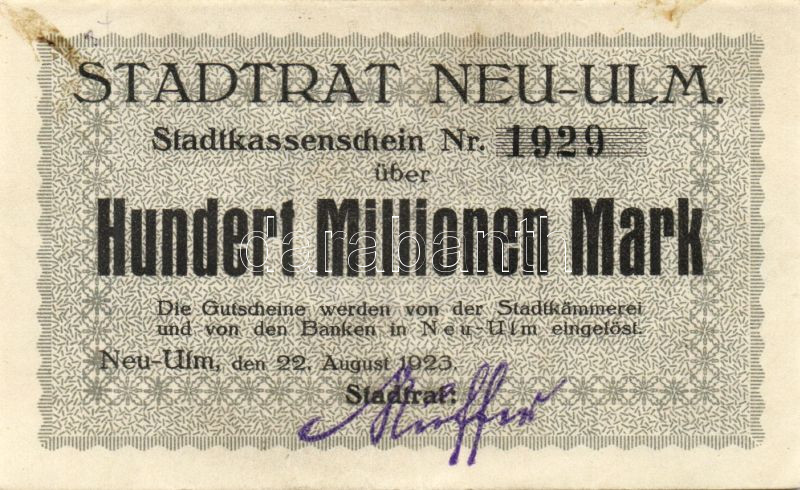 STADTRAT NEU-ULM.
Stadtkassenschein Nr. 1929
über
Hundert Millionen Mark
darabanth
Die Gutscheine werden von der Stadtkämmerei
und von den Banken in Neu-Ulm eingelöst.
Neu-Ulm, den 22. August 1923.
Stadtrat: